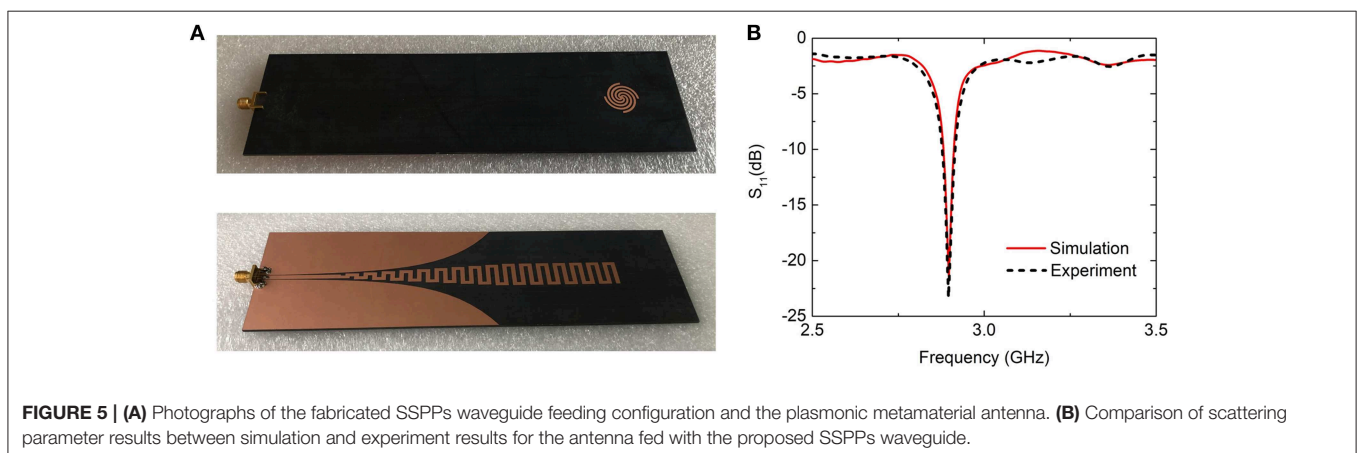 A
B
0
-5
-10
-15
-20
-25
S11(dB)
Simulation
Experiment
2.5
3.0
3.5
Frequency (GHz)
FIGURE 5 | (A) Photographs of the fabricated SSPPs waveguide feeding configuration and the plasmonic metamaterial antenna. (B) Comparison of scattering
parameter results between simulation and experiment results for the antenna fed with the proposed SSPPs waveguide.